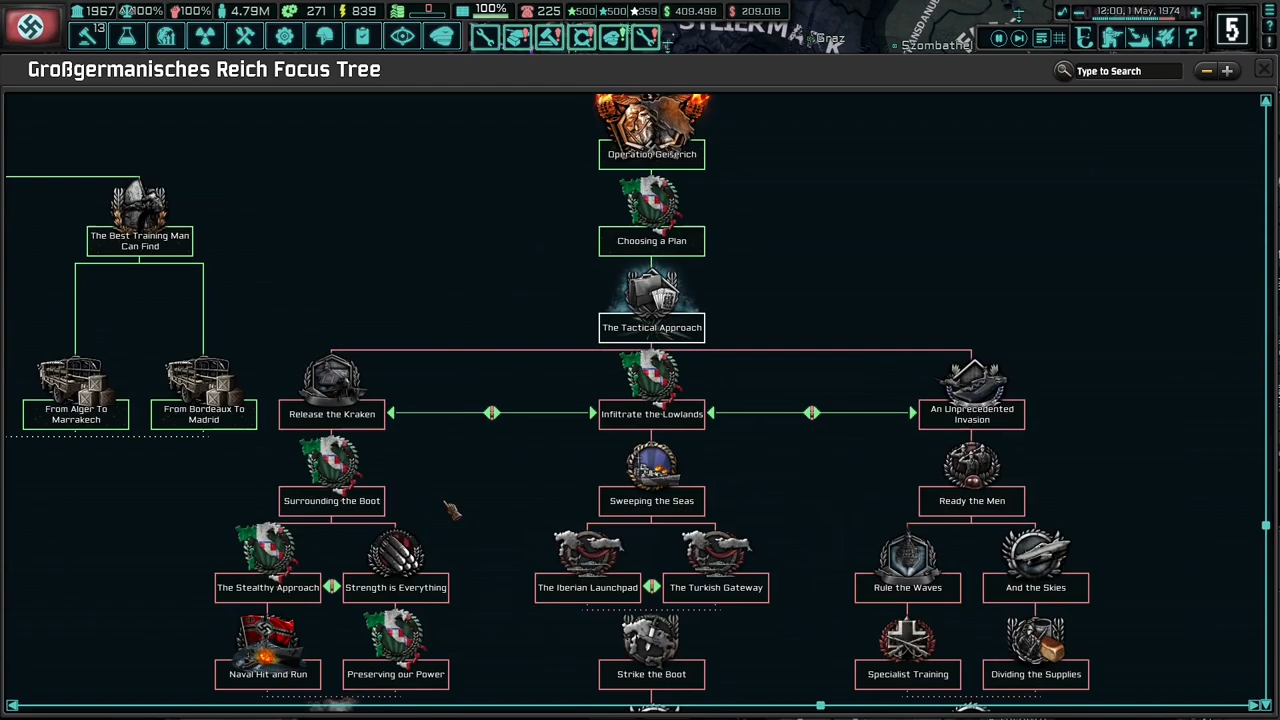 1967 100% 100% 4.79M 271 839 0 100% 225 500 500 359 $ 409.498 $ 209.018 12:00, 1 May, 1974
13
5
Graz
Szombathe
Großgermanisches Reich Focus Tree
Type to Search
Operation Geiserich
The Best Training Man Can Find
Choosing a Plan
The Tactical Approach
From Alger To Marrakech
From Bordeaux To Madrid
Release the Kraken
Infiltrate the Lowlands
An Unprecedented Invasion
Surrounding the Boot
Sweeping the Seas
Ready the Men
The Stealthy Approach
Strength is Everything
The Iberian Launchpad
The Turkish Gateway
Rule the Waves
And the Skies
Naval Hit and Run
Preserving our Power
Strike the Boot
Specialist Training
Dividing the Supplies